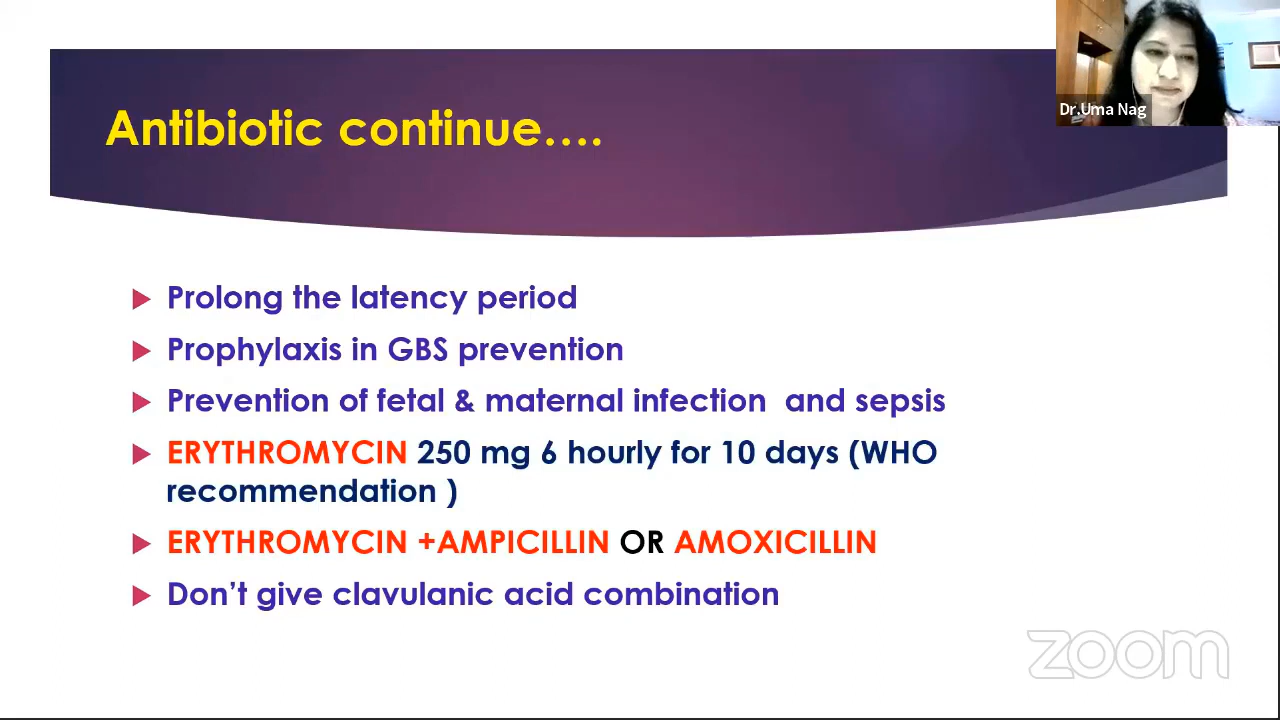 Dr.Uma Nag
Antibiotic continue....
Prolong the latency period
Prophylaxis in GBS prevention
Prevention of fetal & maternal infection and sepsis
ERYTHROMYCIN 250 mg 6 hourly for 10 days (WHO
recommendation )
ERYTHROMYCIN +AMPICILLIN OR AMOXICILLIN
Don't give clavulanic acid combination
zoom